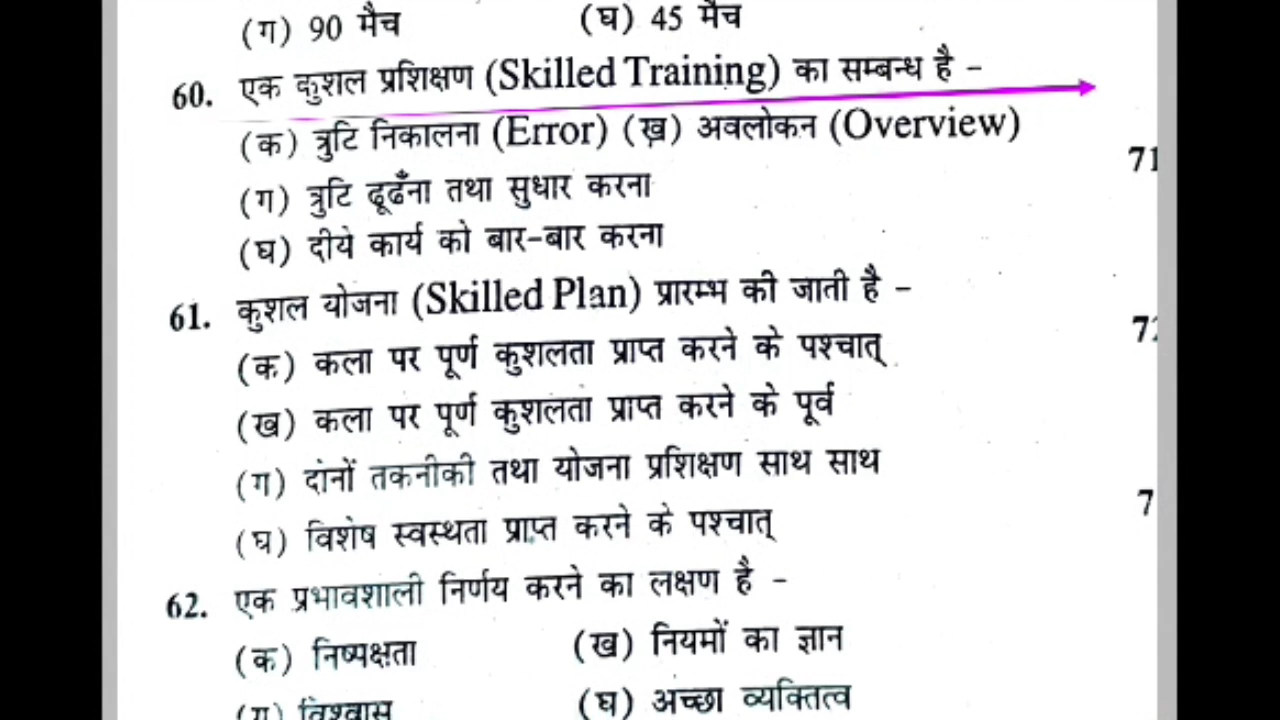 (ग) 90 मैच (घ) 45 मैच
60. एक कुशल प्रशिक्षण (Skilled Training) का सम्बन्ध है –
(क) त्रुटि निकालना (Error) (ख) अवलोकन (Overview)
71
(ग) त्रुटि ढूढँना तथा सुधार करना
(घ) दीये कार्य को बार-बार करना
61. कुशल योजना (Skilled Plan) प्रारम्भ की जाती है –
(क) कला पर पूर्ण कुशलता प्राप्त करने के पश्चात्
(ख) कला पर पूर्ण कुशलता प्राप्त करने के पूर्व
(ग) दोनों तकनीकी तथा योजना प्रशिक्षण साथ साथ
(घ) विशेष स्वस्थता प्राप्त करने के पश्चात्
62. एक प्रभावशाली निर्णय करने का लक्षण है –
(क) निष्पक्षता (ख) नियमों का ज्ञान
(ग) विश्वास (घ) अच्छा व्यक्तित्व